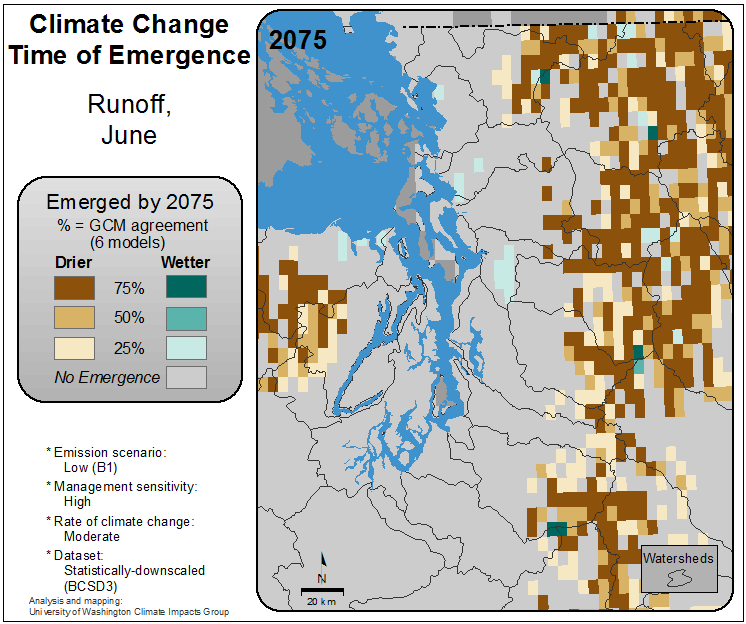 Climate Change
Time of Emergence
Runoff,
June
Emerged by 2075
% = GCM agreement
(6 models)
Drier Wetter
75%
50%
25%
No Emergence
* Emission scenario:
Low (B1)
* Management sensitivity:
High
* Rate of climate change:
Moderate
* Dataset:
Statistically-downscaled
(BCSD3)
Analysis and mapping:
University of Washington Climate Impacts Group
2075
N
20 km
Watersheds